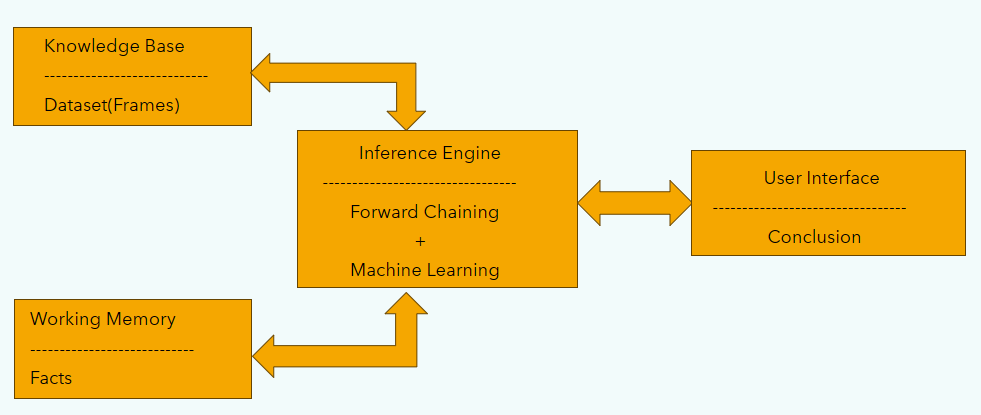 Knowledge Base
----------------------------
Dataset(Frames)
Inference Engine
---------------------------------
Forward Chaining
+
Machine Learning
User Interface
---------------------------------
Conclusion
Working Memory
----------------------------
Facts